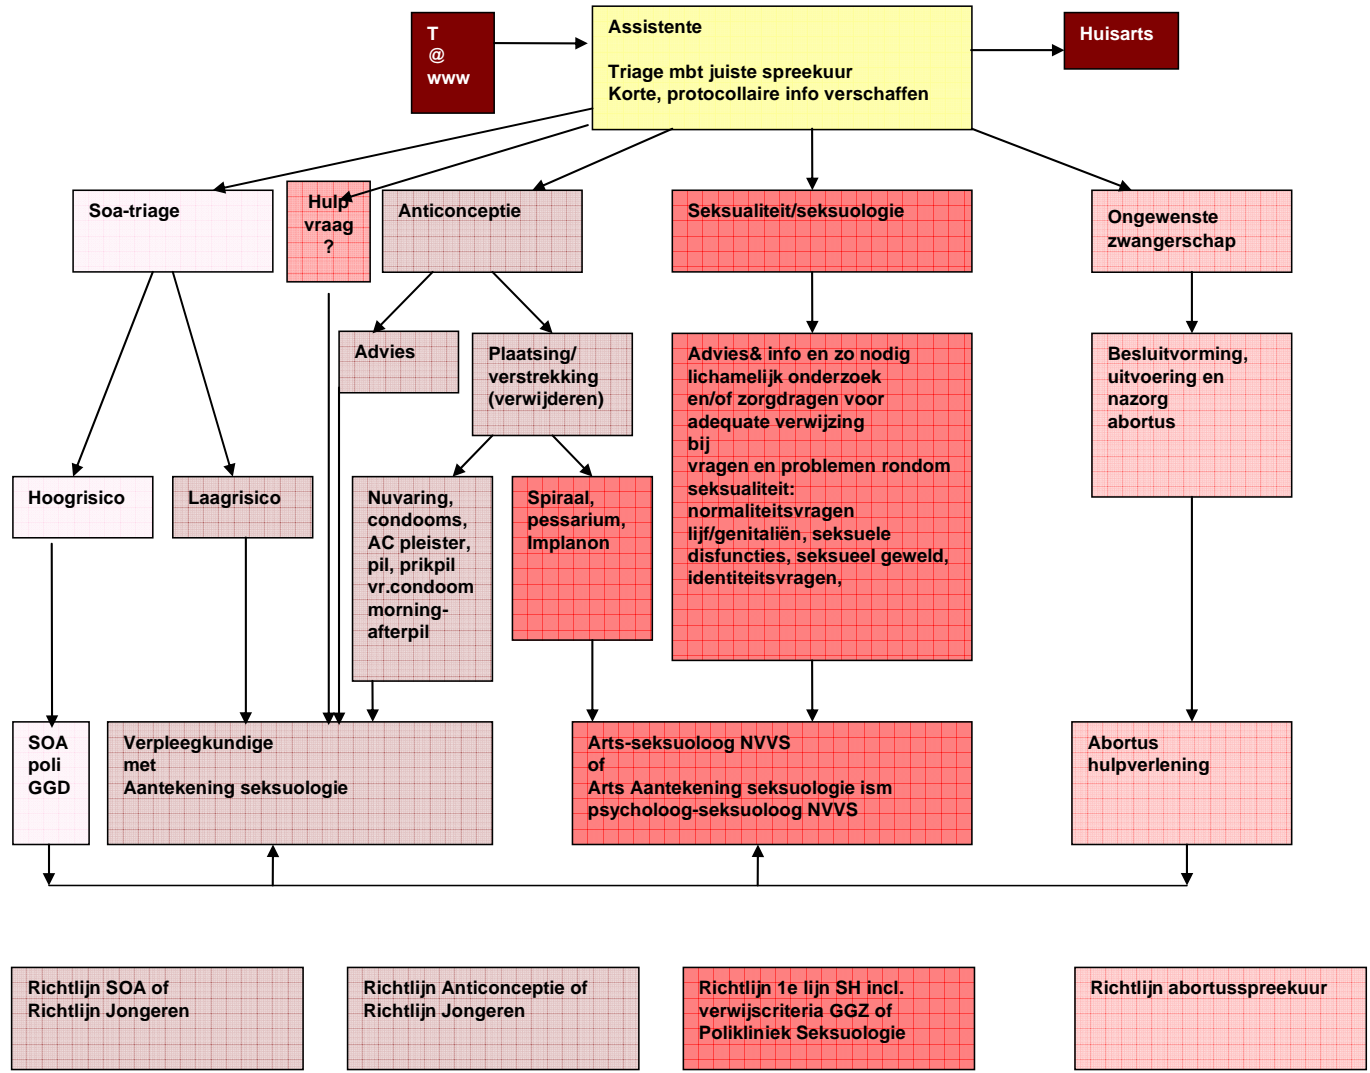 T
@
www
Assistente
Triage mbt juiste spreekuur
Korte, protocollaire info verschaffen
Huisarts
Soa-triage
Hulp
vraag
?
Anticonceptie
Seksualiteit/seksuologie
Ongewenste
zwangerschap
Advies
Plaatsing/
verstrekking
(verwijderen)
Advies& info en zo nodig
lichamelijk onderzoek
en/of zorgdragen voor
adequate verwijzing
bij
vragen en problemen rondom
seksualiteit:
normaliteitsvragen
lijf/genitaliën, seksuele
disfuncties, seksueel geweld,
identiteitsvragen,
Besluitvorming,
uitvoering en
nazorg
abortus
Hoogrisico
Laagrisico
Nuvaring,
condooms,
AC pleister,
pil, prikpil
vr.condoom
morning-
afterpil
Spiraal,
pessarium,
Implanon
SOA
poli
GGD
Verpleegkundige
met
Aantekening seksuologie
Arts-seksuoloog NVVS
of
Arts Aantekening seksuologie ism
psycholoog-seksuoloog NVVS
Abortus
hulpverlening
Richtlijn SOA of
Richtlijn Jongeren
Richtlijn Anticonceptie of
Richtlijn Jongeren
Richtlijn 1e lijn SH incl.
verwijscriteria GGZ of
Polikliniek Seksuologie
Richtlijn abortusspreekuur